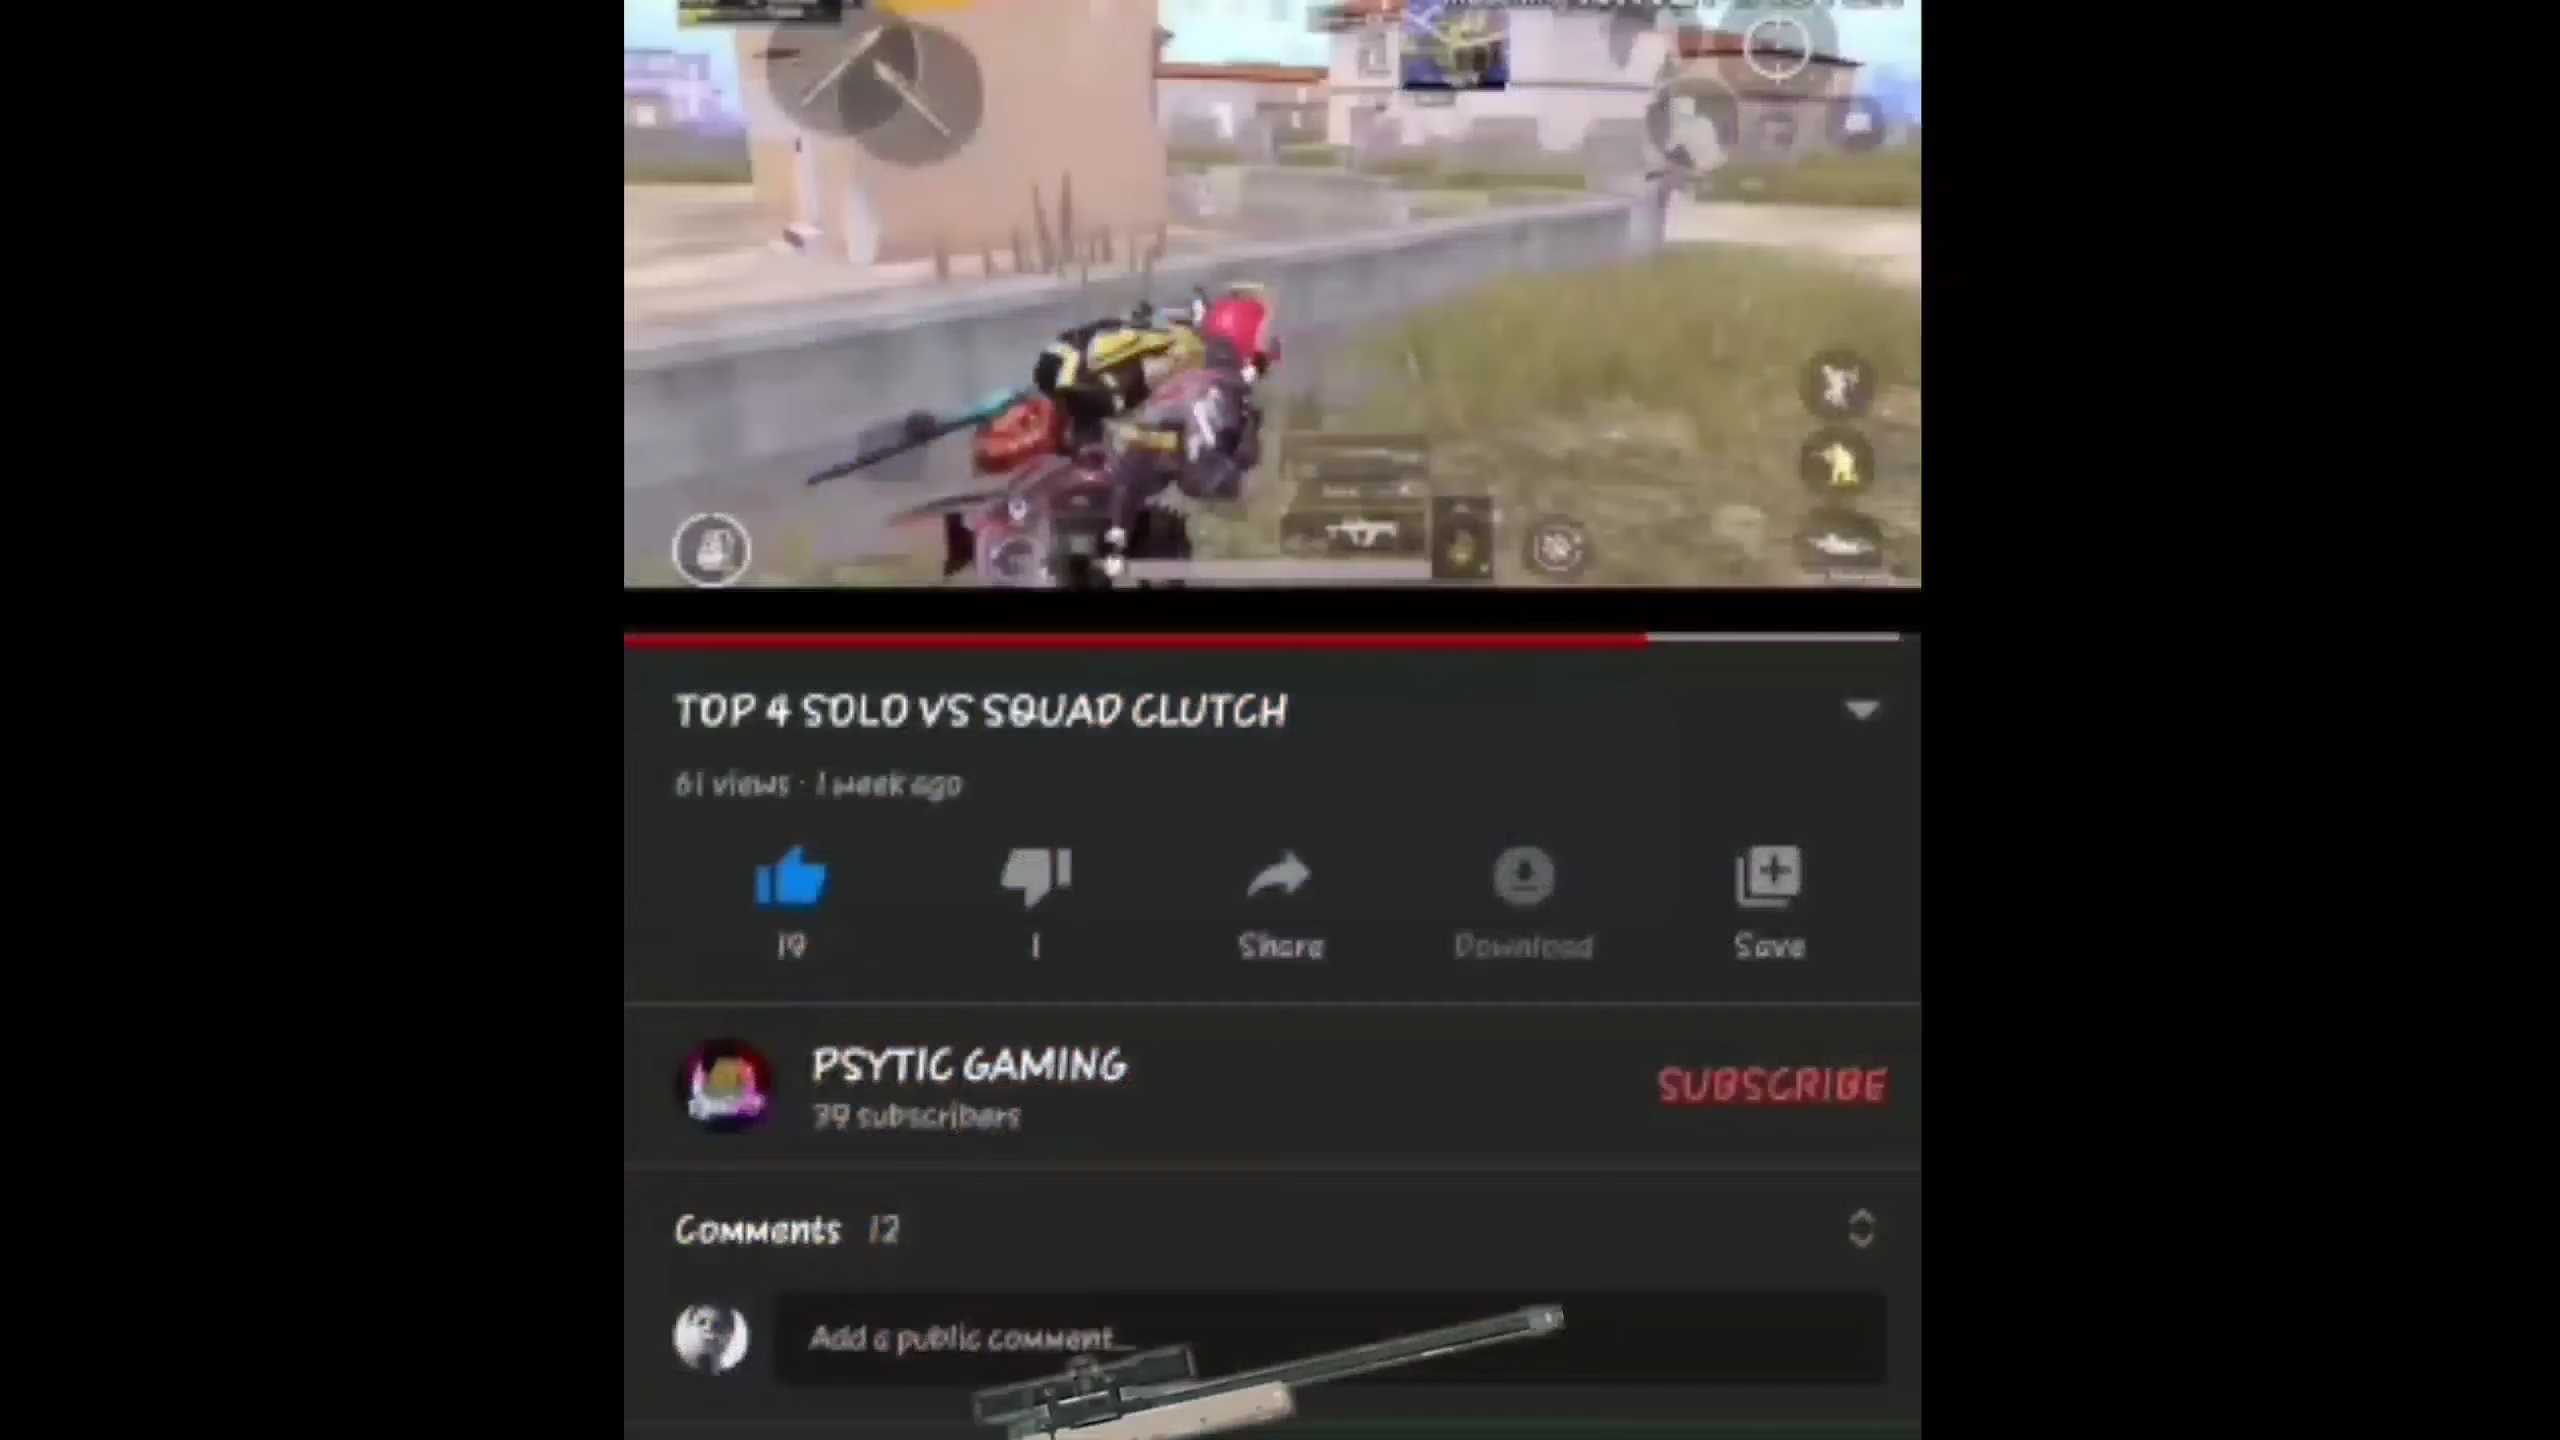 TOP 4 SOLO VS SQUAD CLUTCH
61 views · 1 week ago
19
1
Share
Download
Save
PSYTIC GAMING
39 subscribers
SUBSCRIBE
Comments 12
Add a public comment...